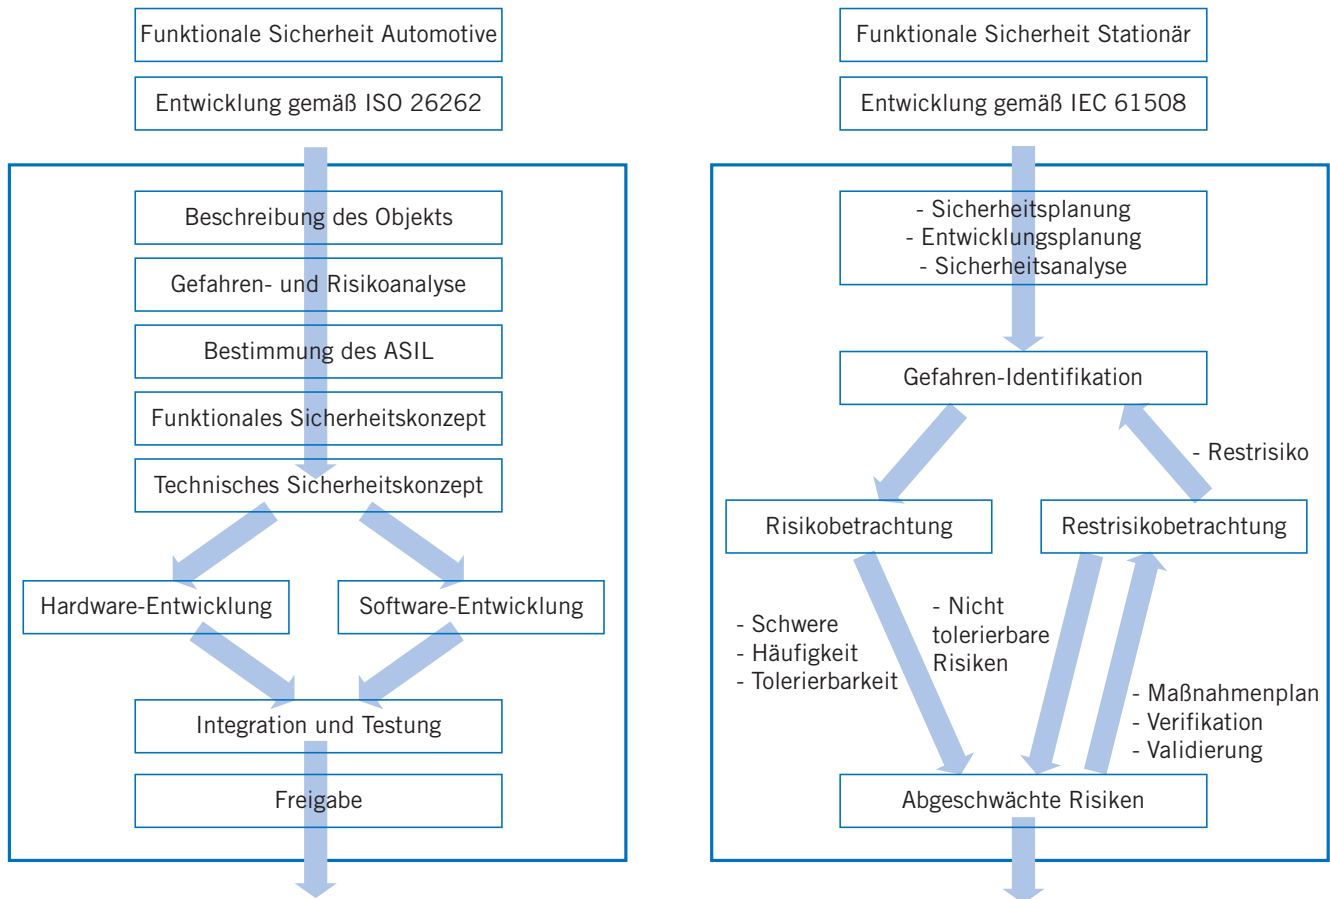 Funktionale Sicherheit Automotive
Entwicklung gemäß ISO 26262
Beschreibung des Objekts
Gefahren- und Risikoanalyse
Bestimmung des ASIL
Funktionales Sicherheitskonzept
Technisches Sicherheitskonzept
Hardware-Entwicklung
Software-Entwicklung
Integration und Testung
Freigabe
Funktionale Sicherheit Stationär
Entwicklung gemäß IEC 61508
- Sicherheitsplanung
- Entwicklungsplanung
- Sicherheitsanalyse
Gefahren-Identifikation
- Restrisiko
Risikobetrachtung
Restrisikobetrachtung
- Schwere
- Häufigkeit
- Tolerierbarkeit
- Nicht
tolerierbare
Risiken
- Maßnahmenplan
- Verifikation
- Validierung
Abgeschwächte Risiken